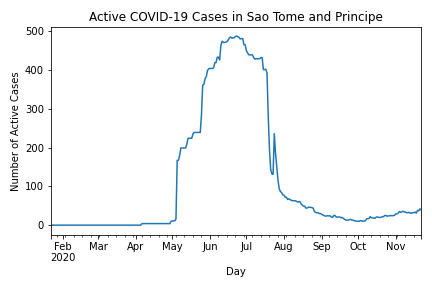 Active COVID-19 Cases in Sao Tome and Principe
Number of Active Cases
500
400
300
200
100
0
Feb Mar Apr May Jun Jul Aug Sep Oct Nov
2020
Day